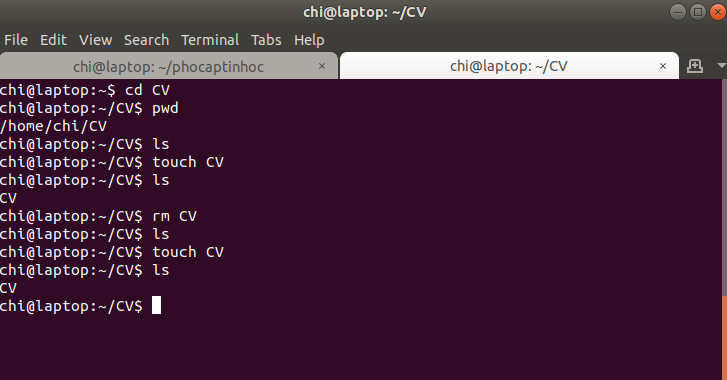 chi@laptop: ~/CV
File Edit View Search Terminal Tabs Help
chi@laptop: ~/phocaptinhoc × chi@laptop: ~/CV ×
chi@laptop:~$ cd CV
chi@laptop:~/CV$ pwd
/home/chi/CV
chi@laptop:~/CV$ ls
chi@laptop:~/CV$ touch CV
chi@laptop:~/CV$ ls
CV
chi@laptop:~/CV$ rm CV
chi@laptop:~/CV$ ls
chi@laptop:~/CV$ touch CV
chi@laptop:~/CV$ ls
CV
chi@laptop:~/CV$